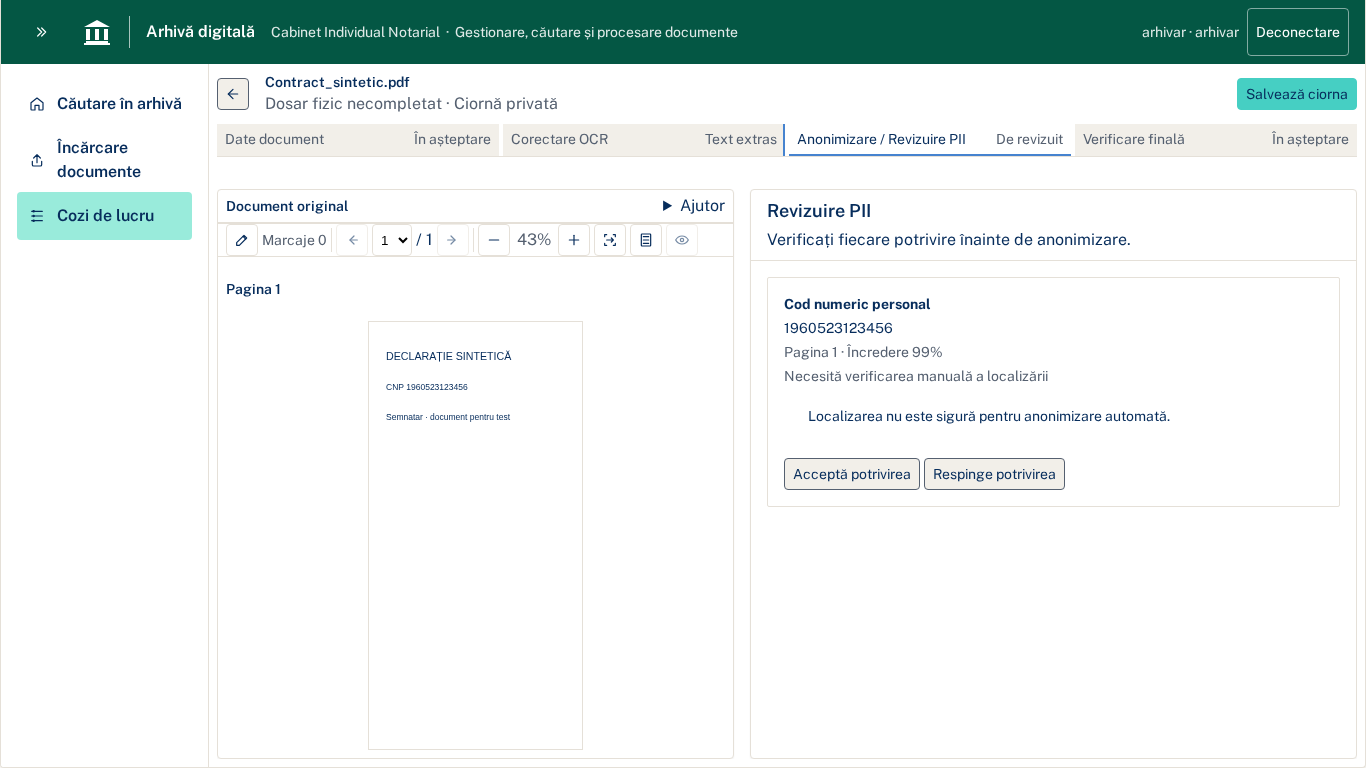 Arhivă digitală
Cabinet Individual Notarial · Gestionare, căutare și procesare documente
arhivar · arhivar
Deconectare
Căutare în arhivă
Încărcare
documente
Cozi de lucru
Contract_sintetic.pdf
Dosar fizic necompletat · Ciornă privată
Salvează ciorna
Date document În așteptare
Corectare OCR Text extras
Anonimizare / Revizuire PII De revizuit
Verificare finală În așteptare
Document original
Ajutor
Marcaje 0
1 / 1
43%
Pagina 1
DECLARAȚIE SINTETICĂ
CNP 1960523123456
Semnatar · document pentru test
Revizuire PII
Verificați fiecare potrivire înainte de anonimizare.
Cod numeric personal
1960523123456
Pagina 1 · Încredere 99%
Necesită verificarea manuală a localizării
Localizarea nu este sigură pentru anonimizare automată.
Acceptă potrivirea
Respinge potrivirea